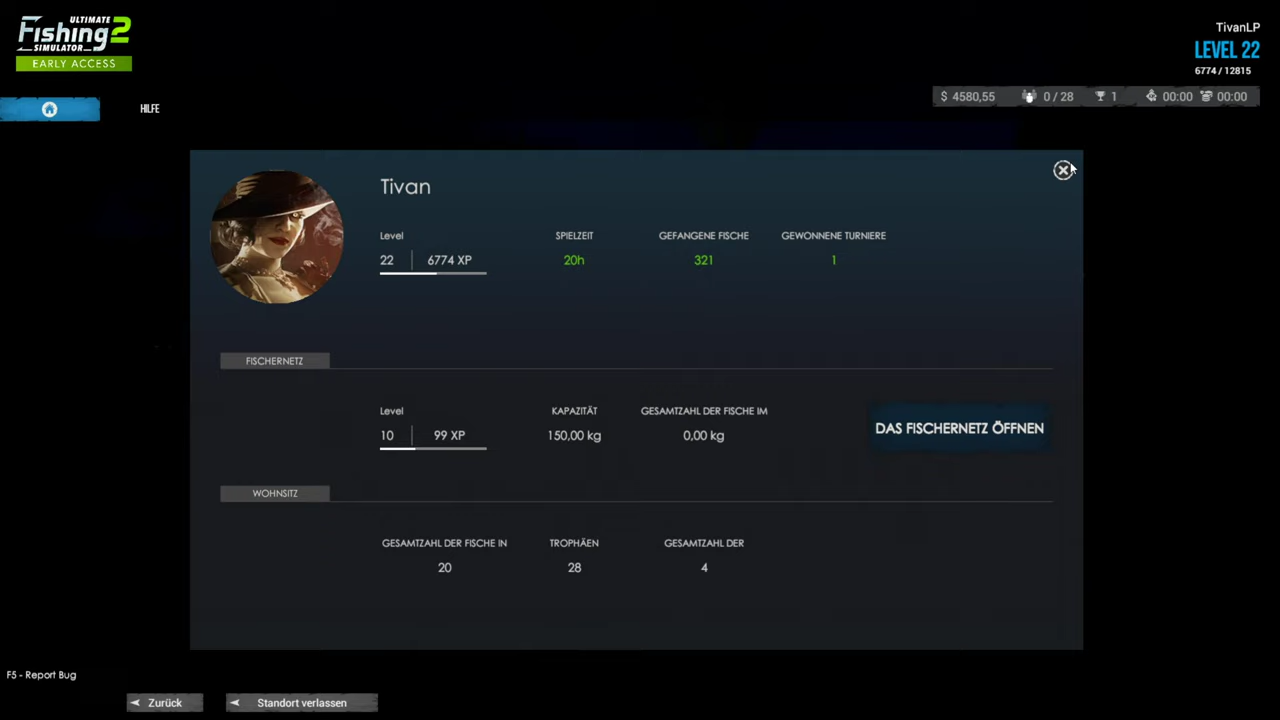 ULTIMATE
Fishing 2
SIMULATOR
EARLY ACCESS
TivanLP
LEVEL 22
6774 / 12815
HILFE
$ 4580,55 0 / 28 1 00:00 00:00
Tivan
Level SPIELZEIT GEFANGENE FISCHE GEWONNENE TURNIERE
22 6774 XP 20h 321 1
FISCHERNETZ
Level KAPAZITÄT GESAMTZAHL DER FISCHE IM
10 99 XP 150,00 kg 0,00 kg
DAS FISCHERNETZ ÖFFNEN
WOHNSITZ
GESAMTZAHL DER FISCHE IN TROPHÄEN GESAMTZAHL DER
20 28 4
F5 - Report Bug
Zurück Standort verlassen